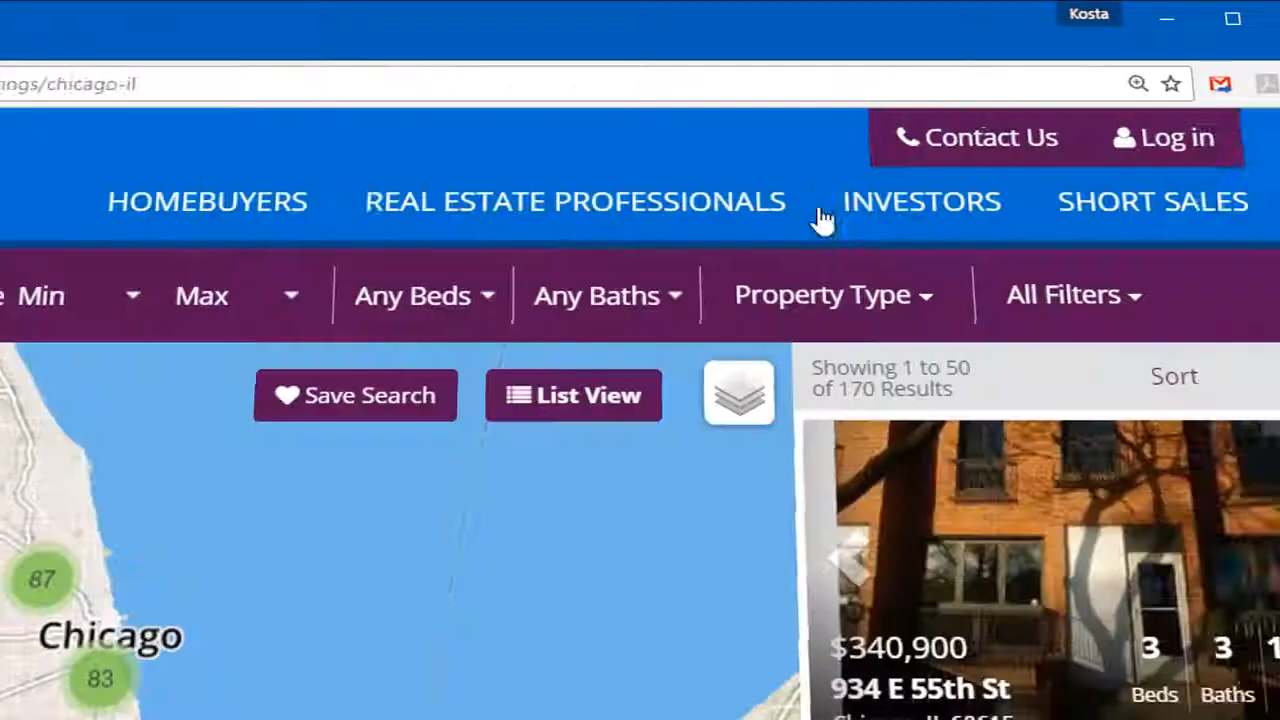 Kosta
ings/chicago-il
Contact Us
Log in
HOMEBUYERS
REAL ESTATE PROFESSIONALS
INVESTORS
SHORT SALES
Min
Max
Any Beds
Any Baths
Property Type
All Filters
Save Search
List View
Showing 1 to 50
of 170 Results
Sort
87
Chicago
83
$340,900
3
3
1
934 E 55th St
Beds
Baths